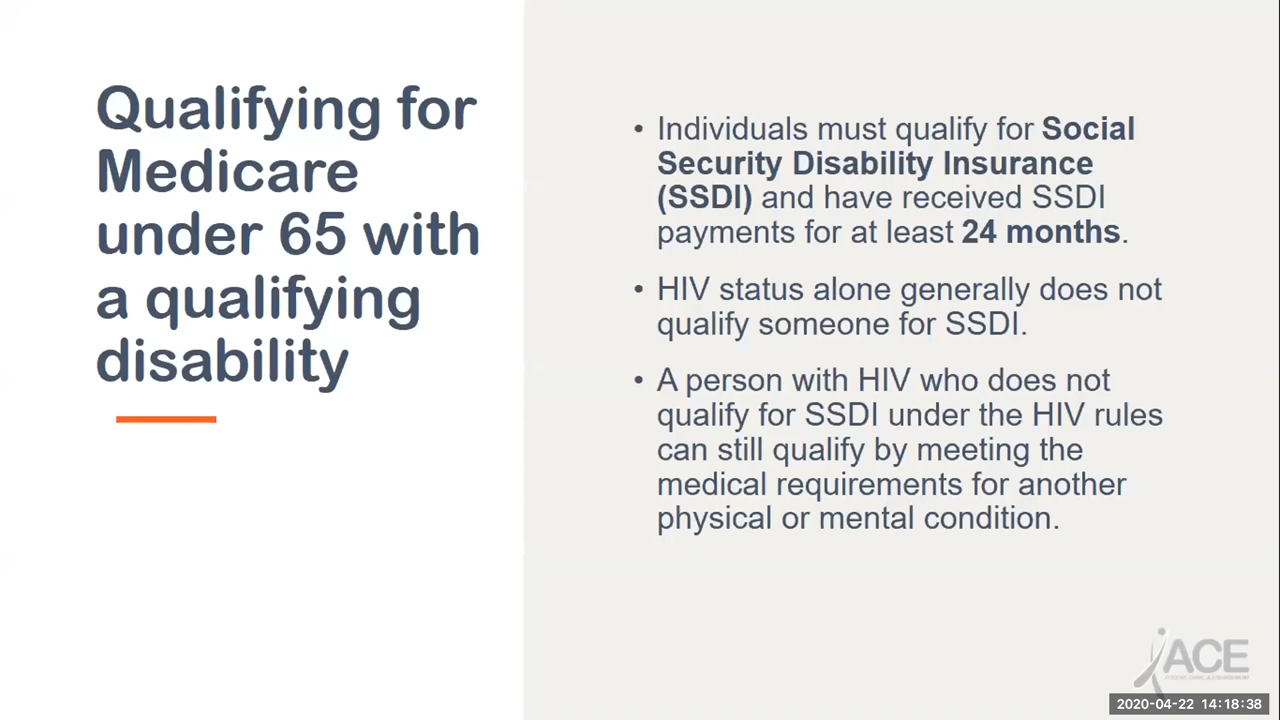 Qualifying for
Medicare
under 65 with
a qualifying
disability
• Individuals must qualify for Social
Security Disability Insurance
(SSDI) and have received SSDI
payments for at least 24 months.
• HIV status alone generally does not
qualify someone for SSDI.
• A person with HIV who does not
qualify for SSDI under the HIV rules
can still qualify by meeting the
medical requirements for another
physical or mental condition.
ACE
2020-04-22 14:18:38